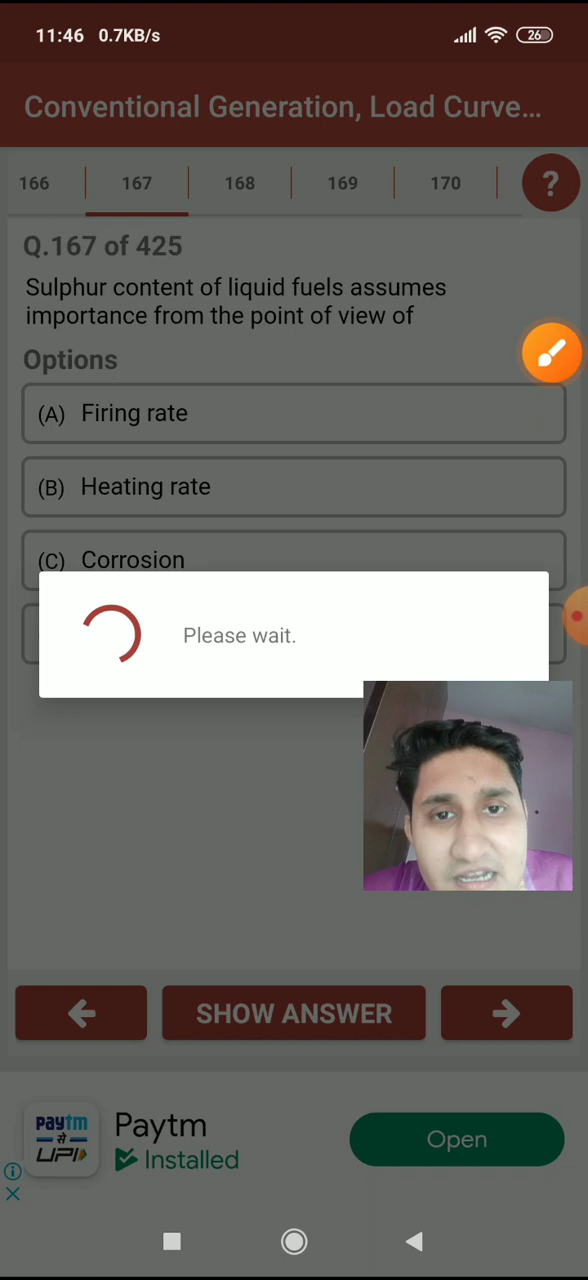 11:46 0.7KB/s 26
Conventional Generation, Load Curve...
166 167 168 169 170 ?
Q.167 of 425
Sulphur content of liquid fuels assumes
importance from the point of view of
Options
(A) Firing rate
(B) Heating rate
(C) Corrosion
Please wait.
SHOW ANSWER
paytm
से
UPI
Paytm
Installed
Open